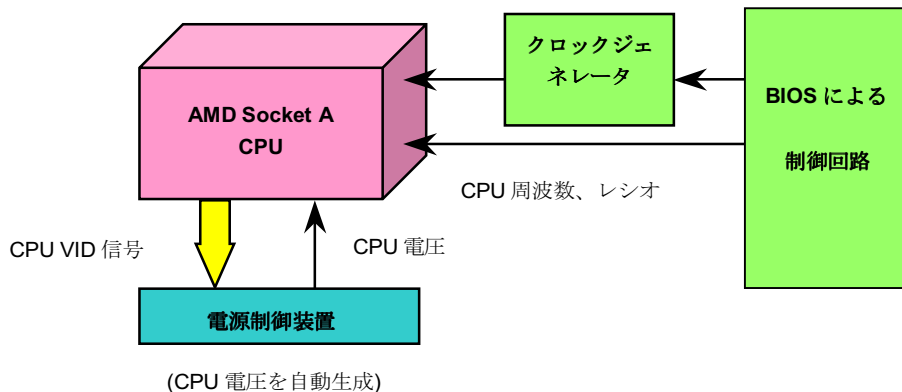 クロックジェ
ネレータ
BIOS による
制御回路
AMD Socket A
CPU
CPU 周波数、レシオ
CPU VID 信号
CPU 電圧
電源制御装置
(CPU 電圧を自動生成)